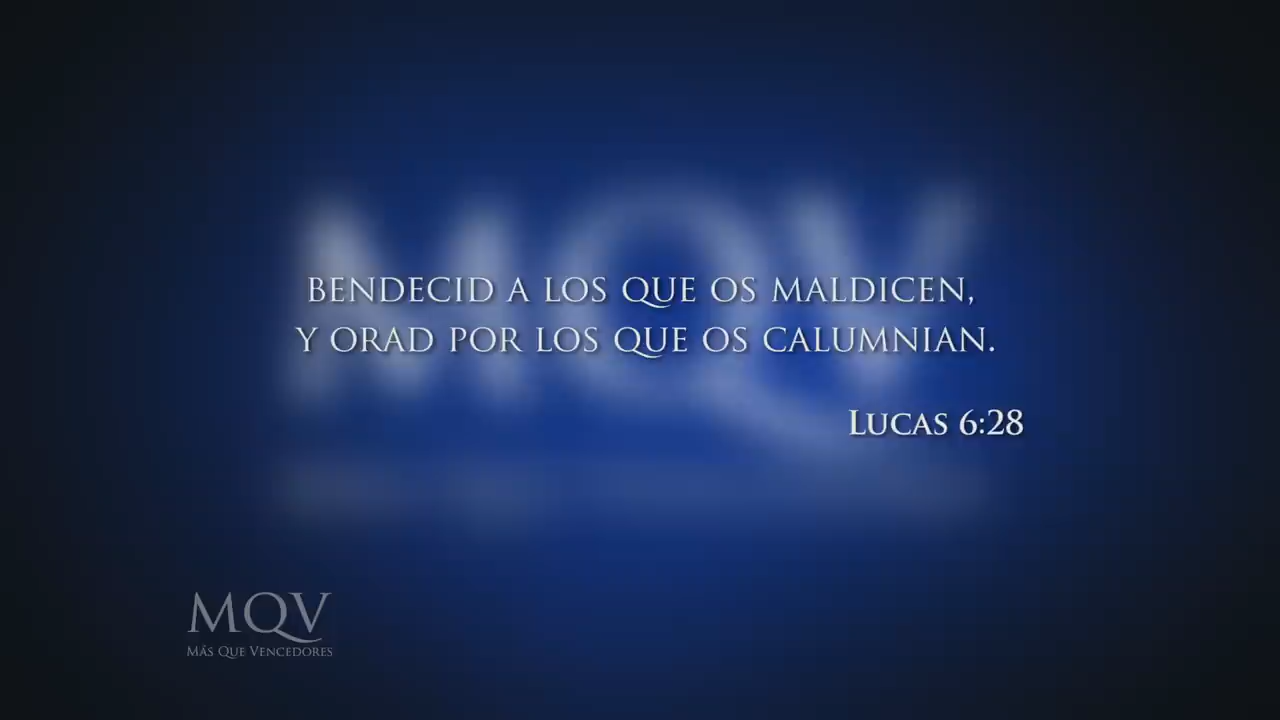 BENDECID A LOS QUE OS MALDICEN,
Y ORAD POR LOS QUE OS CALUMNIAN.
LUCAS 6:28
MQV
MÁS QUE VENCEDORES